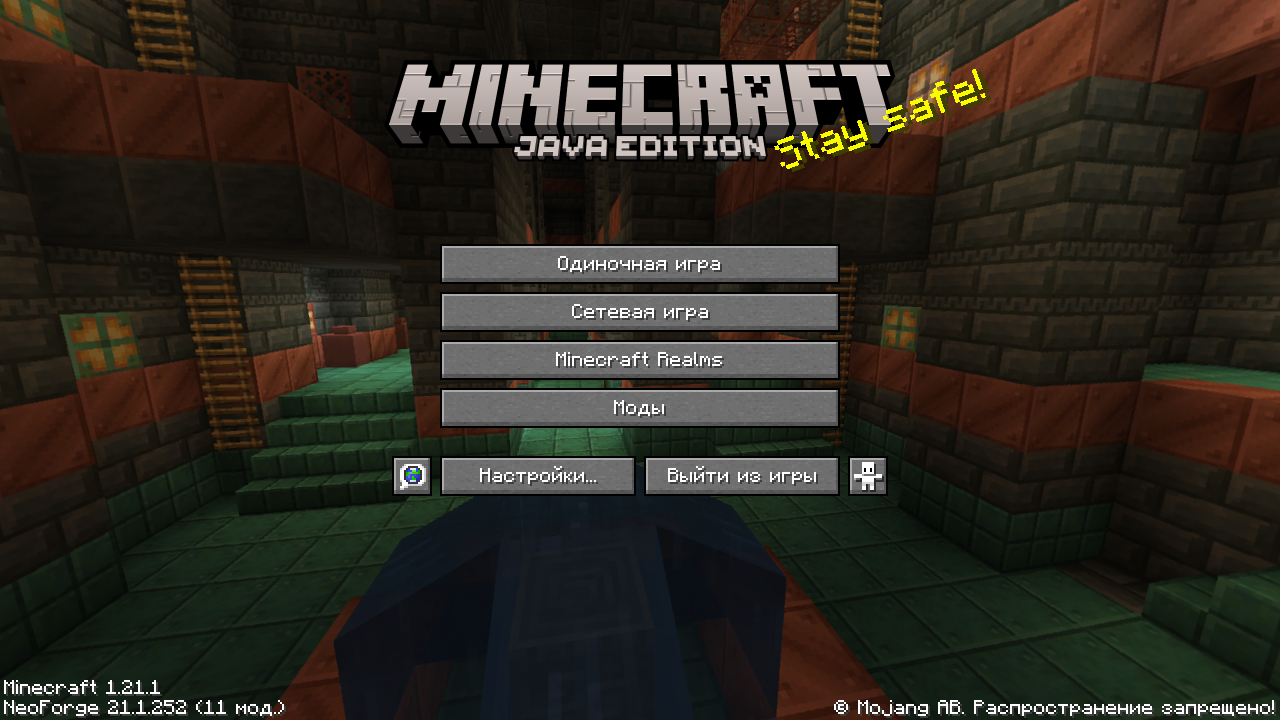 MINECRAFT
JAVA EDITION
Stay safe!
Одиночная игра
Сетевая игра
Minecraft Realms
Моды
Настройки...
Выйти из игры
Minecraft 1.21.1
NeoForge 21.1.252 (11 мод.)
© Mojang AB. Распространение запрещено!